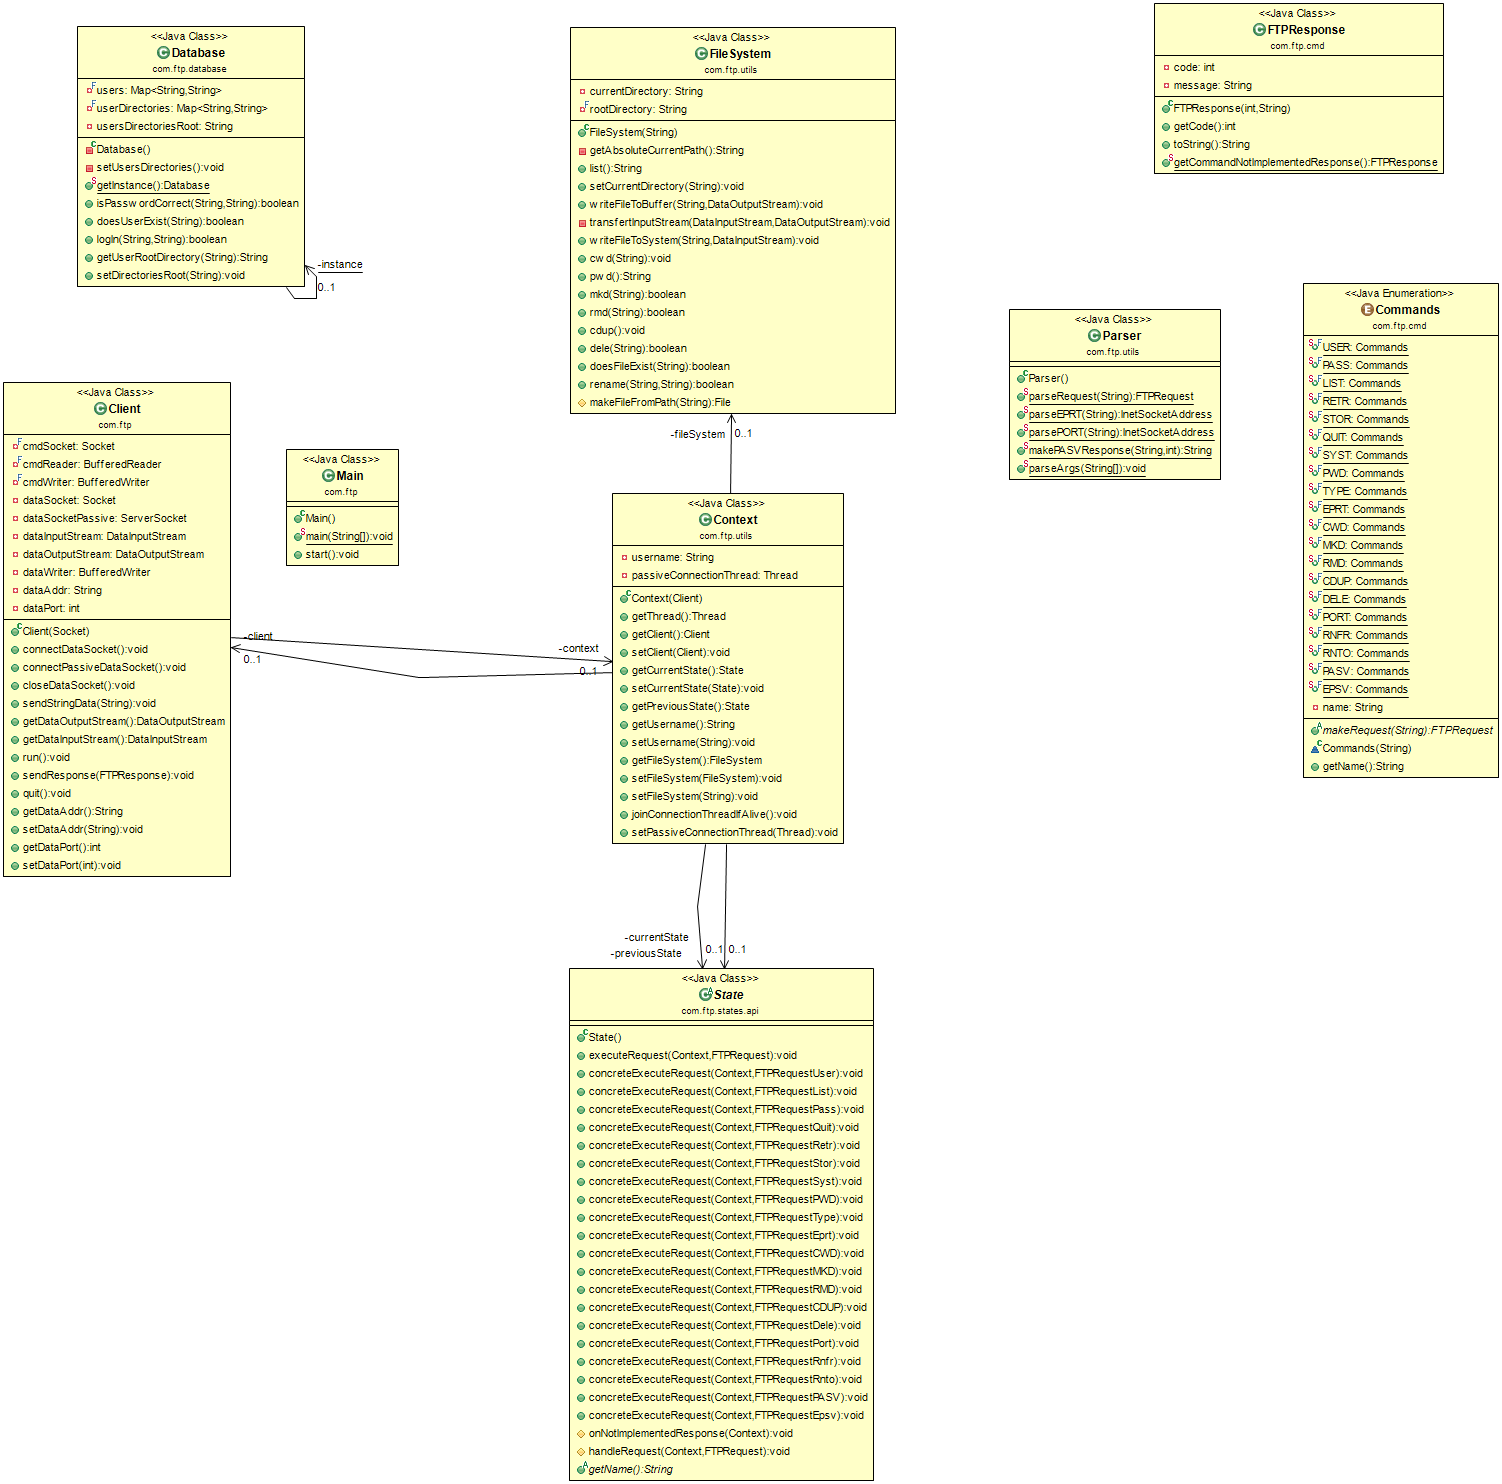 <<Java Class>>
Database
com.ftp.database
users: Map<String,String>
userDirectories: Map<String,String>
usersDirectoriesRoot: String
Database()
setUsersDirectories():void
getInstance():Database
isPasswordCorrect(String,String):boolean
doesUserExist(String):boolean
logIn(String,String):boolean
getUserRootDirectory(String):String
setDirectoriesRoot(String):void
-instance
0..1
<<Java Class>>
FileSystem
com.ftp.utils
currentDirectory: String
rootDirectory: String
FileSystem(String)
getAbsoluteCurrentPath():String
list():String
setCurrentDirectory(String):void
writeFileToBuffer(String,DataOutputStream):void
transfertInputStream(DataInputStream,DataOutputStream):void
writeFileToSystem(String,DataInputStream):void
cwd(String):void
pwd():String
mkd(String):boolean
rmd(String):boolean
cdup():void
dele(String):boolean
doesFileExist(String):boolean
rename(String,String):boolean
makeFileFromPath(String):File
-fileSystem
0..1
<<Java Class>>
FTPResponse
com.ftp.cmd
code: int
message: String
FTPResponse(int,String)
getCode():int
toString():String
getCommandNotImplementedResponse():FTPResponse
<<Java Class>>
Parser
com.ftp.utils
Parser()
parseRequest(String):FTPRequest
parseEPRT(String):InetSocketAddress
parsePORT(String):InetSocketAddress
makePASVResponse(String,int):String
parseArgs(String[]):void
<<Java Enumeration>>
Commands
com.ftp.cmd
USER: Commands
PASS: Commands
LIST: Commands
RETR: Commands
STOR: Commands
QUIT: Commands
SYST: Commands
PWD: Commands
TYPE: Commands
EPRT: Commands
CWD: Commands
MKD: Commands
RMD: Commands
CDUP: Commands
DELE: Commands
PORT: Commands
RNFR: Commands
RNTO: Commands
PASV: Commands
EPSV: Commands
name: String
makeRequest(String):FTPRequest
Commands(String)
getName():String
<<Java Class>>
Client
com.ftp
cmdSocket: Socket
cmdReader: BufferedReader
cmdWriter: BufferedWriter
dataSocket: Socket
dataSocketPassive: ServerSocket
dataInputStream: DataInputStream
dataOutputStream: DataOutputStream
dataWriter: BufferedWriter
dataAddr: String
dataPort: int
Client(Socket)
connectDataSocket():void
connectPassiveDataSocket():void
closeDataSocket():void
sendStringData(String):void
getDataOutputStream():DataOutputStream
getDataInputStream():DataInputStream
run():void
sendResponse(FTPResponse):void
quit():void
getDataAddr():String
setDataAddr(String):void
getDataPort():int
setDataPort(int):void
<<Java Class>>
Main
com.ftp
Main()
main(String[]):void
start():void
-client
0..1
-context
0..1
<<Java Class>>
Context
com.ftp.utils
username: String
passiveConnectionThread: Thread
Context(Client)
getThread():Thread
getClient():Client
setClient(Client):void
getCurrentState():State
setCurrentState(State):void
getPreviousState():State
getUsername():String
setUsername(String):void
getFileSystem():FileSystem
setFileSystem(FileSystem):void
setFileSystem(String):void
joinConnectionThreadIfAlive():void
setPassiveConnectionThread(Thread):void
-currentState
-previousState
0..1
0..1
<<Java Class>>
State
com.ftp.states.api
State()
executeRequest(Context,FTPRequest):void
concreteExecuteRequest(Context,FTPRequestUser):void
concreteExecuteRequest(Context,FTPRequestList):void
concreteExecuteRequest(Context,FTPRequestPass):void
concreteExecuteRequest(Context,FTPRequestQuit):void
concreteExecuteRequest(Context,FTPRequestRetr):void
concreteExecuteRequest(Context,FTPRequestStor):void
concreteExecuteRequest(Context,FTPRequestSyst):void
concreteExecuteRequest(Context,FTPRequestPWD):void
concreteExecuteRequest(Context,FTPRequestType):void
concreteExecuteRequest(Context,FTPRequestEprt):void
concreteExecuteRequest(Context,FTPRequestCWD):void
concreteExecuteRequest(Context,FTPRequestMKD):void
concreteExecuteRequest(Context,FTPRequestRMD):void
concreteExecuteRequest(Context,FTPRequestCDUP):void
concreteExecuteRequest(Context,FTPRequestDele):void
concreteExecuteRequest(Context,FTPRequestPort):void
concreteExecuteRequest(Context,FTPRequestRnfr):void
concreteExecuteRequest(Context,FTPRequestRnto):void
concreteExecuteRequest(Context,FTPRequestPASV):void
concreteExecuteRequest(Context,FTPRequestEpsv):void
onNotImplementedResponse(Context):void
handleRequest(Context,FTPRequest):void
getName():String